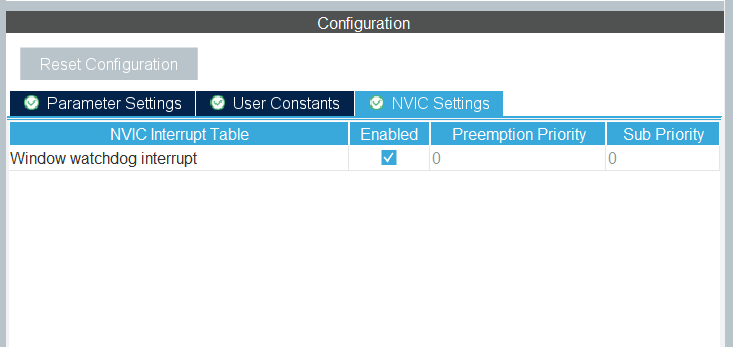 Configuration
Reset Configuration
Parameter Settings User Constants NVIC Settings
NVIC Interrupt Table Enabled Preemption Priority Sub Priority
Window watchdog interrupt 0 0